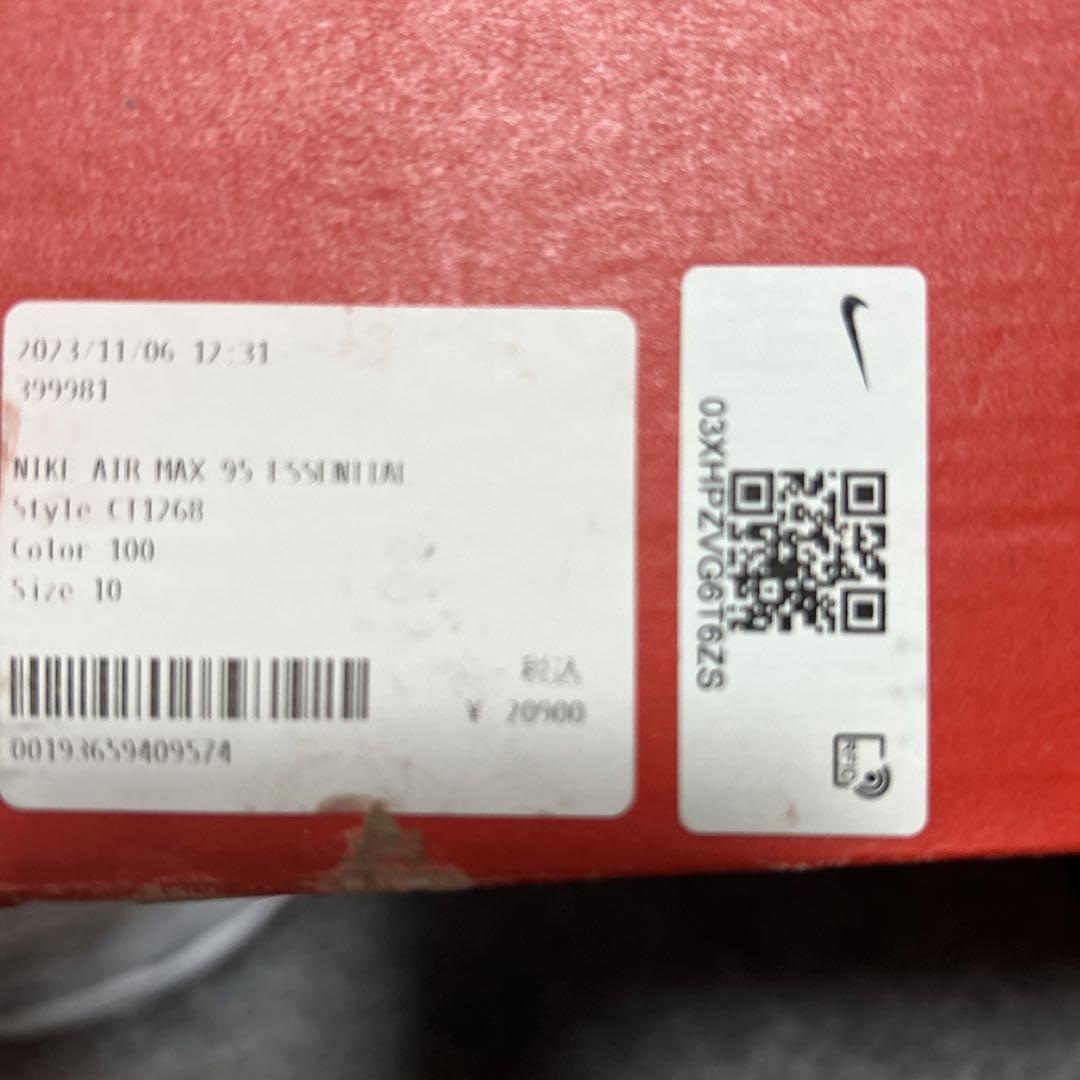 2023/11/06 12:31
399981
NIKE AIR MAX 95 ESSENTIAL
Style CT1268
Color 100
Size 10
税込
¥ 20900
00193659409574
03XHPZVG6T6ZS
RFID